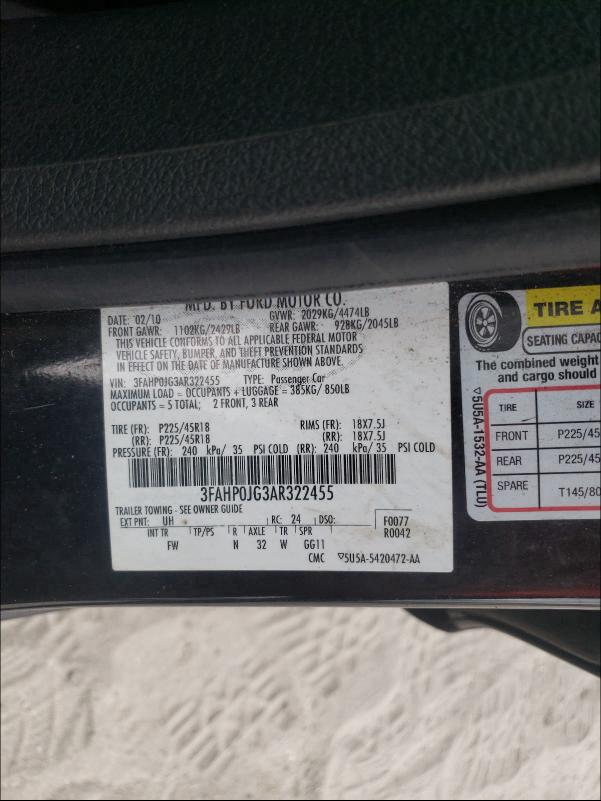 MFD. BY FORD MOTOR CO.
DATE: 02/10 GVWR: 2029KG/4474LB
FRONT GAWR: 1102KG/2429LB REAR GAWR: 928KG/2045LB
THIS VEHICLE CONFORMS TO ALL APPLICABLE FEDERAL MOTOR
VEHICLE SAFETY, BUMPER, AND THEFT PREVENTION STANDARDS
IN EFFECT ON THE DATE OF MANUFACTURE SHOWN ABOVE.
VIN: 3FAHP0JG3AR322455 TYPE: Passenger Car
MAXIMUM LOAD = OCCUPANTS + LUGGAGE = 385KG/ 850LB
OCCUPANTS = 5 TOTAL; 2 FRONT, 3 REAR
TIRE (FR): P225/45R18 RIMS (FR): 18X7.5J
(RR): P225/45R18 (RR): 18X7.5J
PRESSURE (FR): 240 kPa/ 35 PSI COLD (RR): 240 kPa/ 35 PSI COLD
3FAHP0JG3AR322455
TRAILER TOWING - SEE OWNER GUIDE
EXT PNT: UH RC: 24 DSO: F0077
R0042
INT TR TP/PS R AXLE TR SPR
FW N 32 W GG11
CMC ▽5U5A-5420472-AA
TIRE A
SEATING CAPAC
The combined weight
and cargo should
TIRE SIZE
FRONT P225/45
REAR P225/45
SPARE T145/80
▽5U5A-1532-AA (TLU)